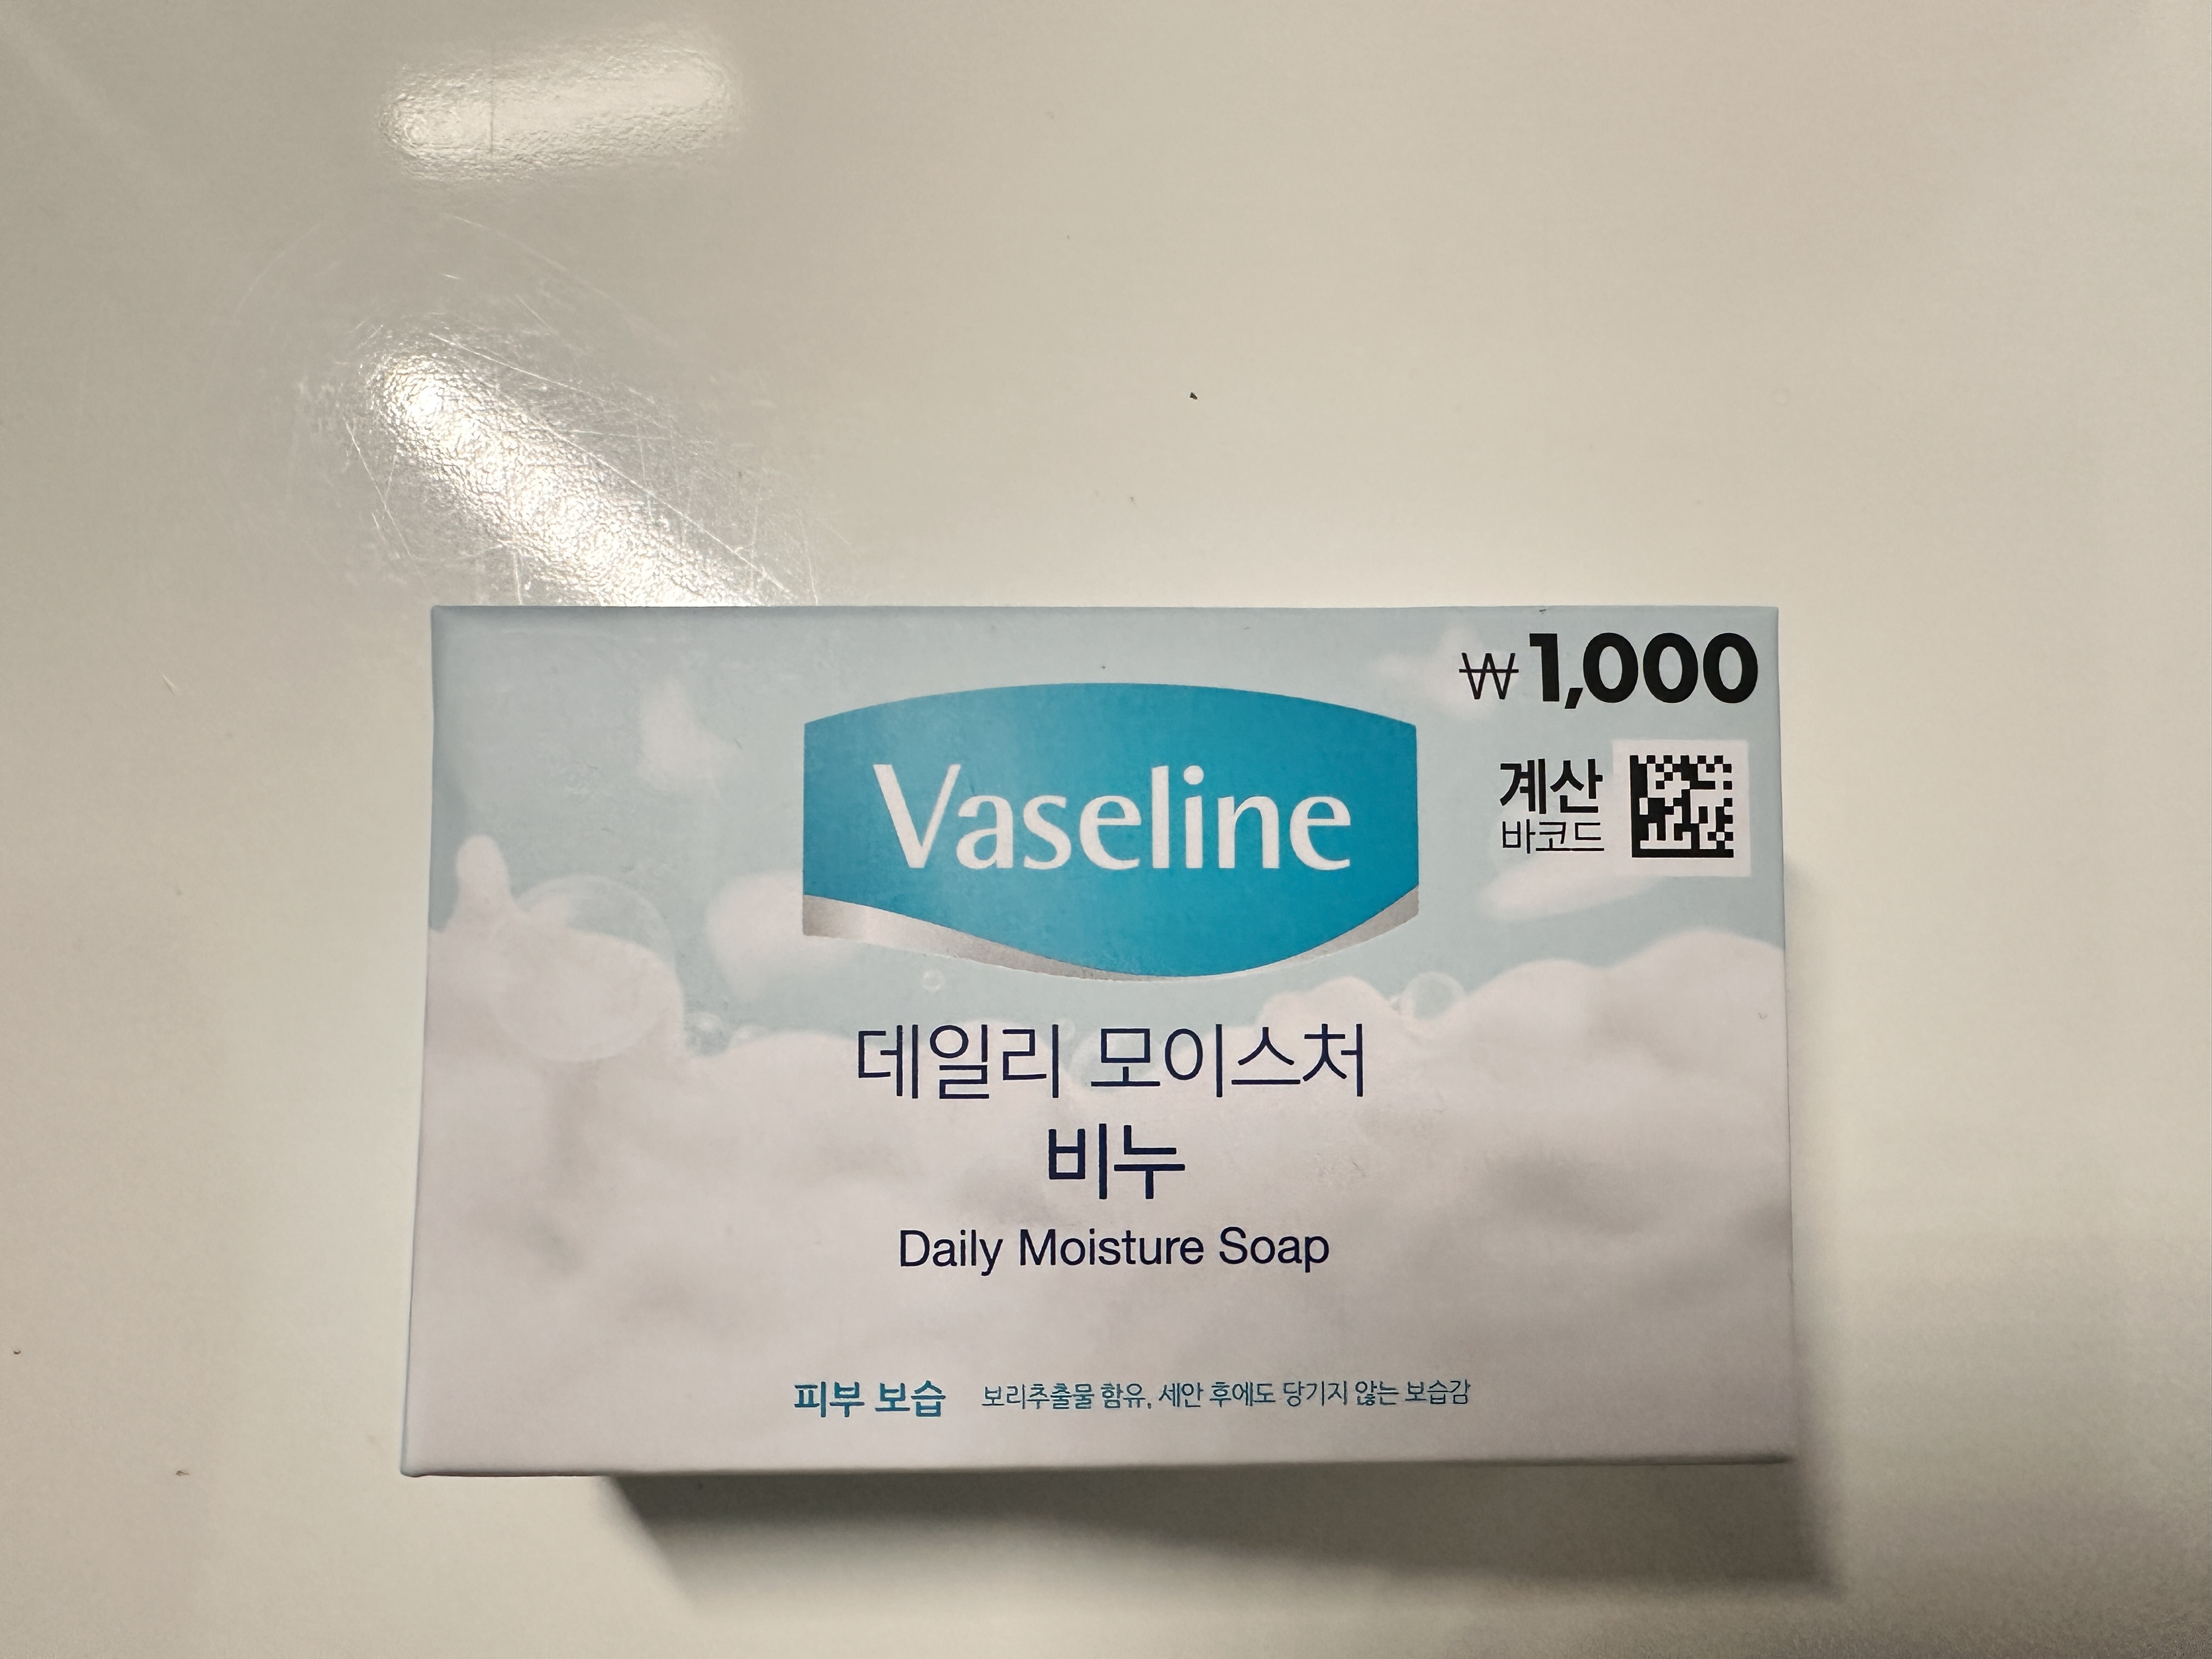 ₩1,000
Vaseline
계산
바코드
데일리 모이스처
비누
Daily Moisture Soap
피부 보습 보리추출물 함유, 세안 후에도 당기지 않는 보습감